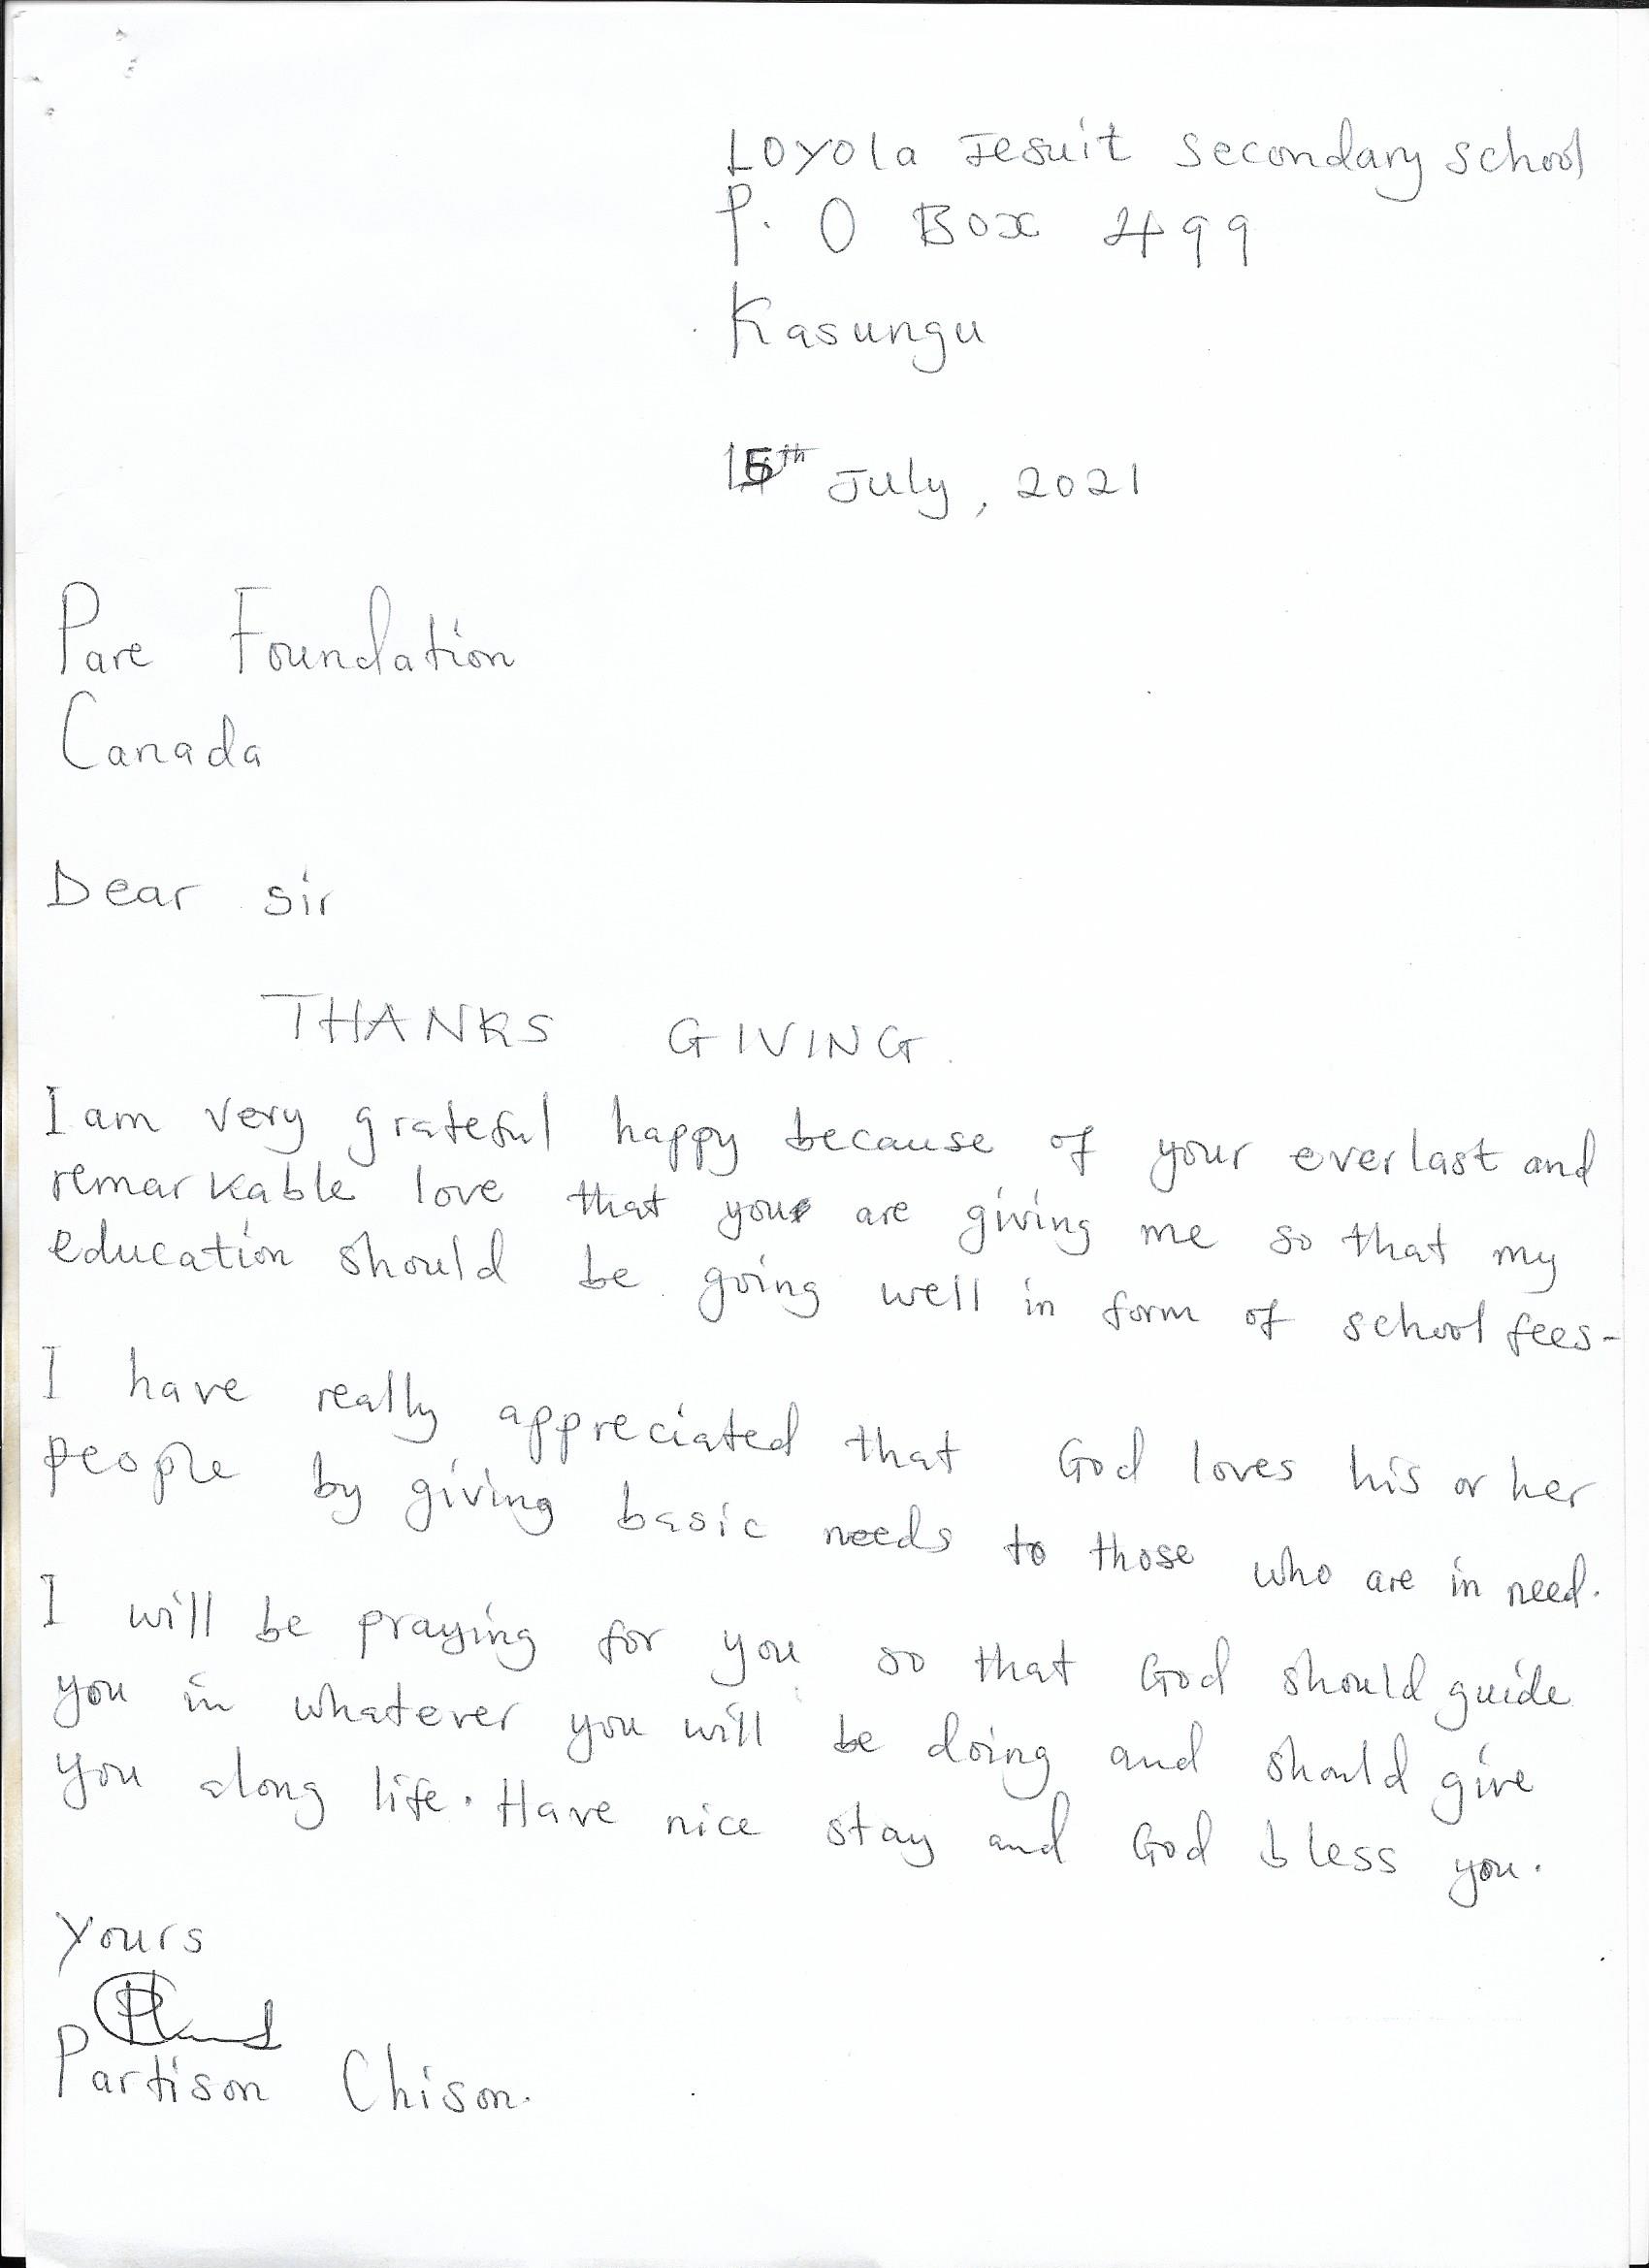 Loyola Jesuit Secondary School
P. O Box 499
Kasungu
15th July, 2021
Pare Foundation
Canada
Dear Sir
THANKS GIVING.
I am very grateful happy because of your everlast and
remarkable love that you are giving me so that my
education should be going well in form of school fees-
I have really appreciated that God loves his or her
people by giving basic needs to those who are in need.
I will be praying for you so that God should guide
you in whatever you will be doing and should give
you along life. Have nice stay and God bless you.
Yours
Partison Chison.